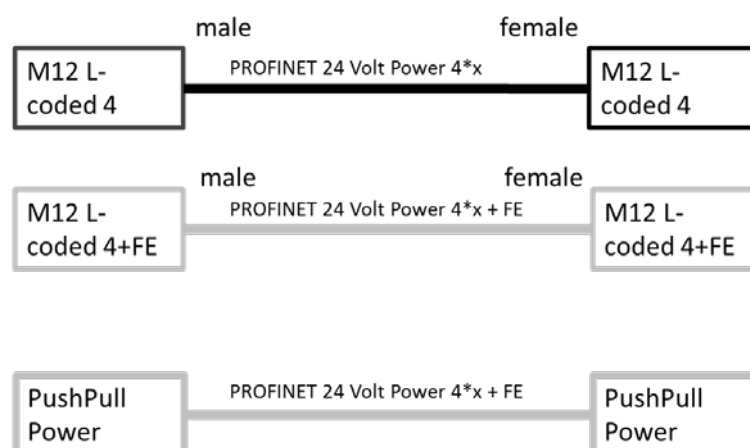 male
female
PROFINET 24 Volt Power 4*x
M12 L-
coded 4
M12 L-
coded 4
male
female
PROFINET 24 Volt Power 4*x + FE
M12 L-
coded 4+FE
M12 L-
coded 4+FE
PROFINET 24 Volt Power 4*x + FE
PushPull
Power
PushPull
Power